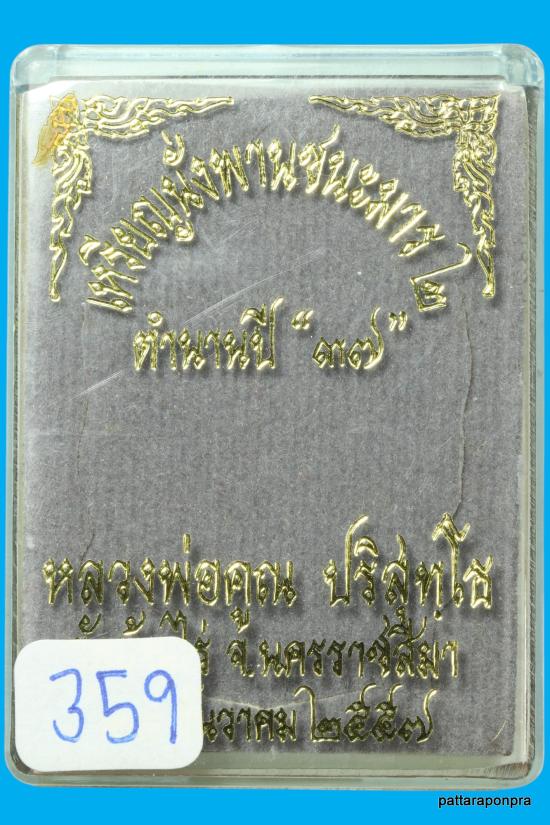 เหรียญนั่งพานชนะมาร ๒
ตำนานปี "๓๗"
หลวงพ่อคูณ ปริสุทฺโธ
ไร่ จ.นครราชสีมา
๒๕๕๗
359
pattaraponpra